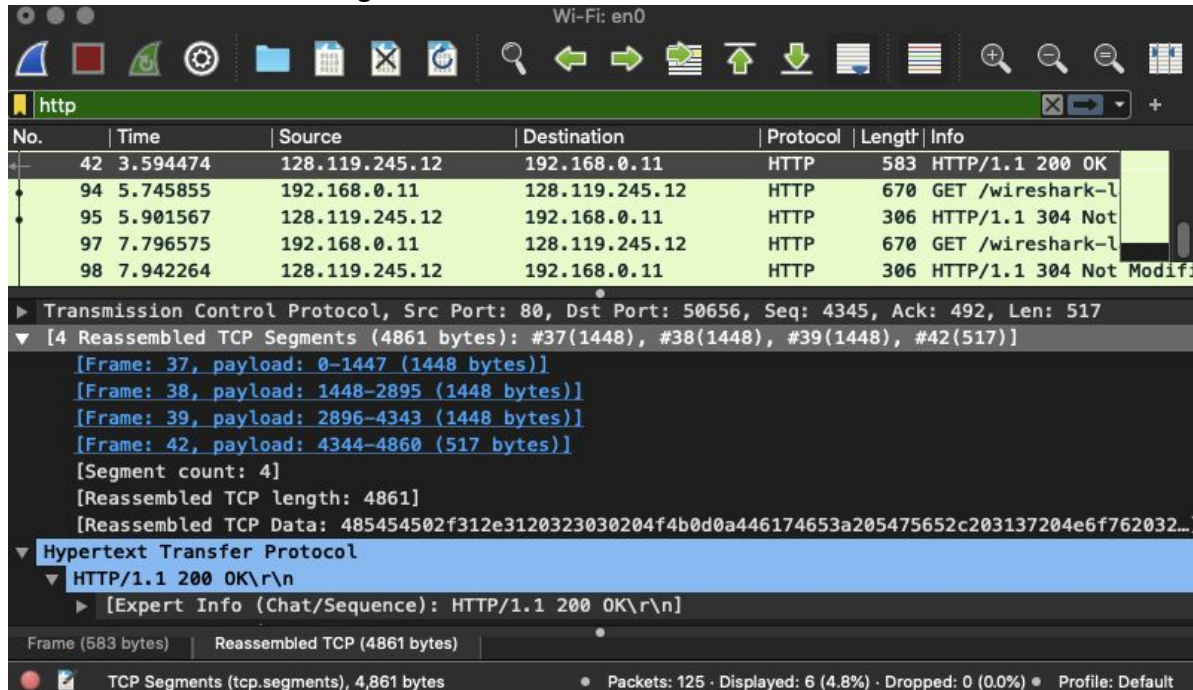 Wi-Fi: en0
http
No. Time Source Destination Protocol Length Info
42 3.594474 128.119.245.12 192.168.0.11 HTTP 583 HTTP/1.1 200 OK
94 5.745855 192.168.0.11 128.119.245.12 HTTP 670 GET /wireshark-l
95 5.901567 128.119.245.12 192.168.0.11 HTTP 306 HTTP/1.1 304 Not
97 7.796575 192.168.0.11 128.119.245.12 HTTP 670 GET /wireshark-l
98 7.942264 128.119.245.12 192.168.0.11 HTTP 306 HTTP/1.1 304 Not Modifi
Transmission Control Protocol, Src Port: 80, Dst Port: 50656, Seq: 4345, Ack: 492, Len: 517
[4 Reassembled TCP Segments (4861 bytes): #37(1448), #38(1448), #39(1448), #42(517)]
[Frame: 37, payload: 0-1447 (1448 bytes)]
[Frame: 38, payload: 1448-2895 (1448 bytes)]
[Frame: 39, payload: 2896-4343 (1448 bytes)]
[Frame: 42, payload: 4344-4860 (517 bytes)]
[Segment count: 4]
[Reassembled TCP length: 4861]
[Reassembled TCP Data: 485454502f312e3120323030204f4b0d0a446174653a205475652c203137204e6f762032…
Hypertext Transfer Protocol
HTTP/1.1 200 OK\r\n
[Expert Info (Chat/Sequence): HTTP/1.1 200 OK\r\n]
Frame (583 bytes) Reassembled TCP (4861 bytes)
TCP Segments (tcp.segments), 4,861 bytes Packets: 125 · Displayed: 6 (4.8%) · Dropped: 0 (0.0%) Profile: Default